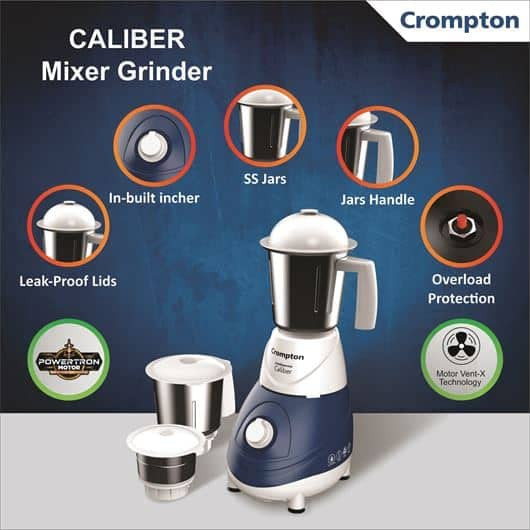 Crompton
CALIBER
Mixer Grinder
SS Jars
In-built incher
Jars Handle
Leak-Proof Lids
Overload
Protection
POWERTRON
MOTOR
Motor Vent-X
Technology
Crompton
Caliber